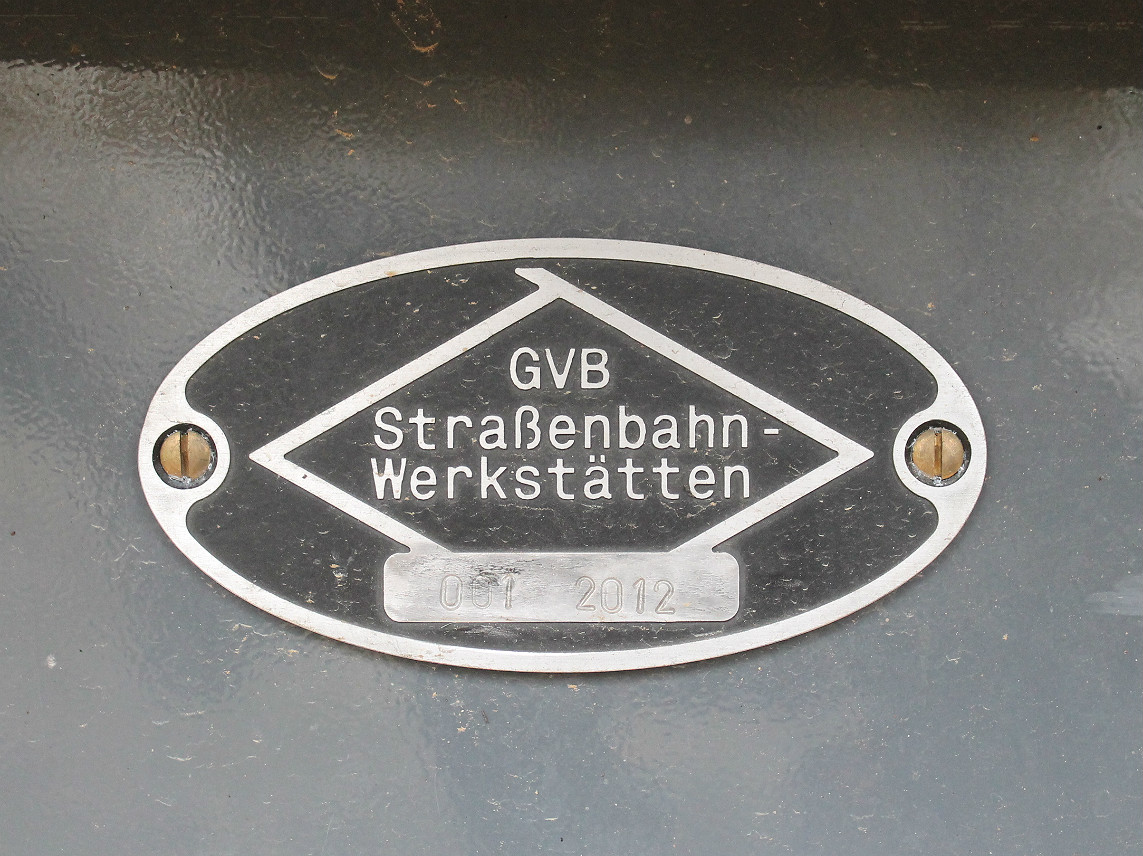 GVB
Straßenbahn-
Werkstätten
001 2012